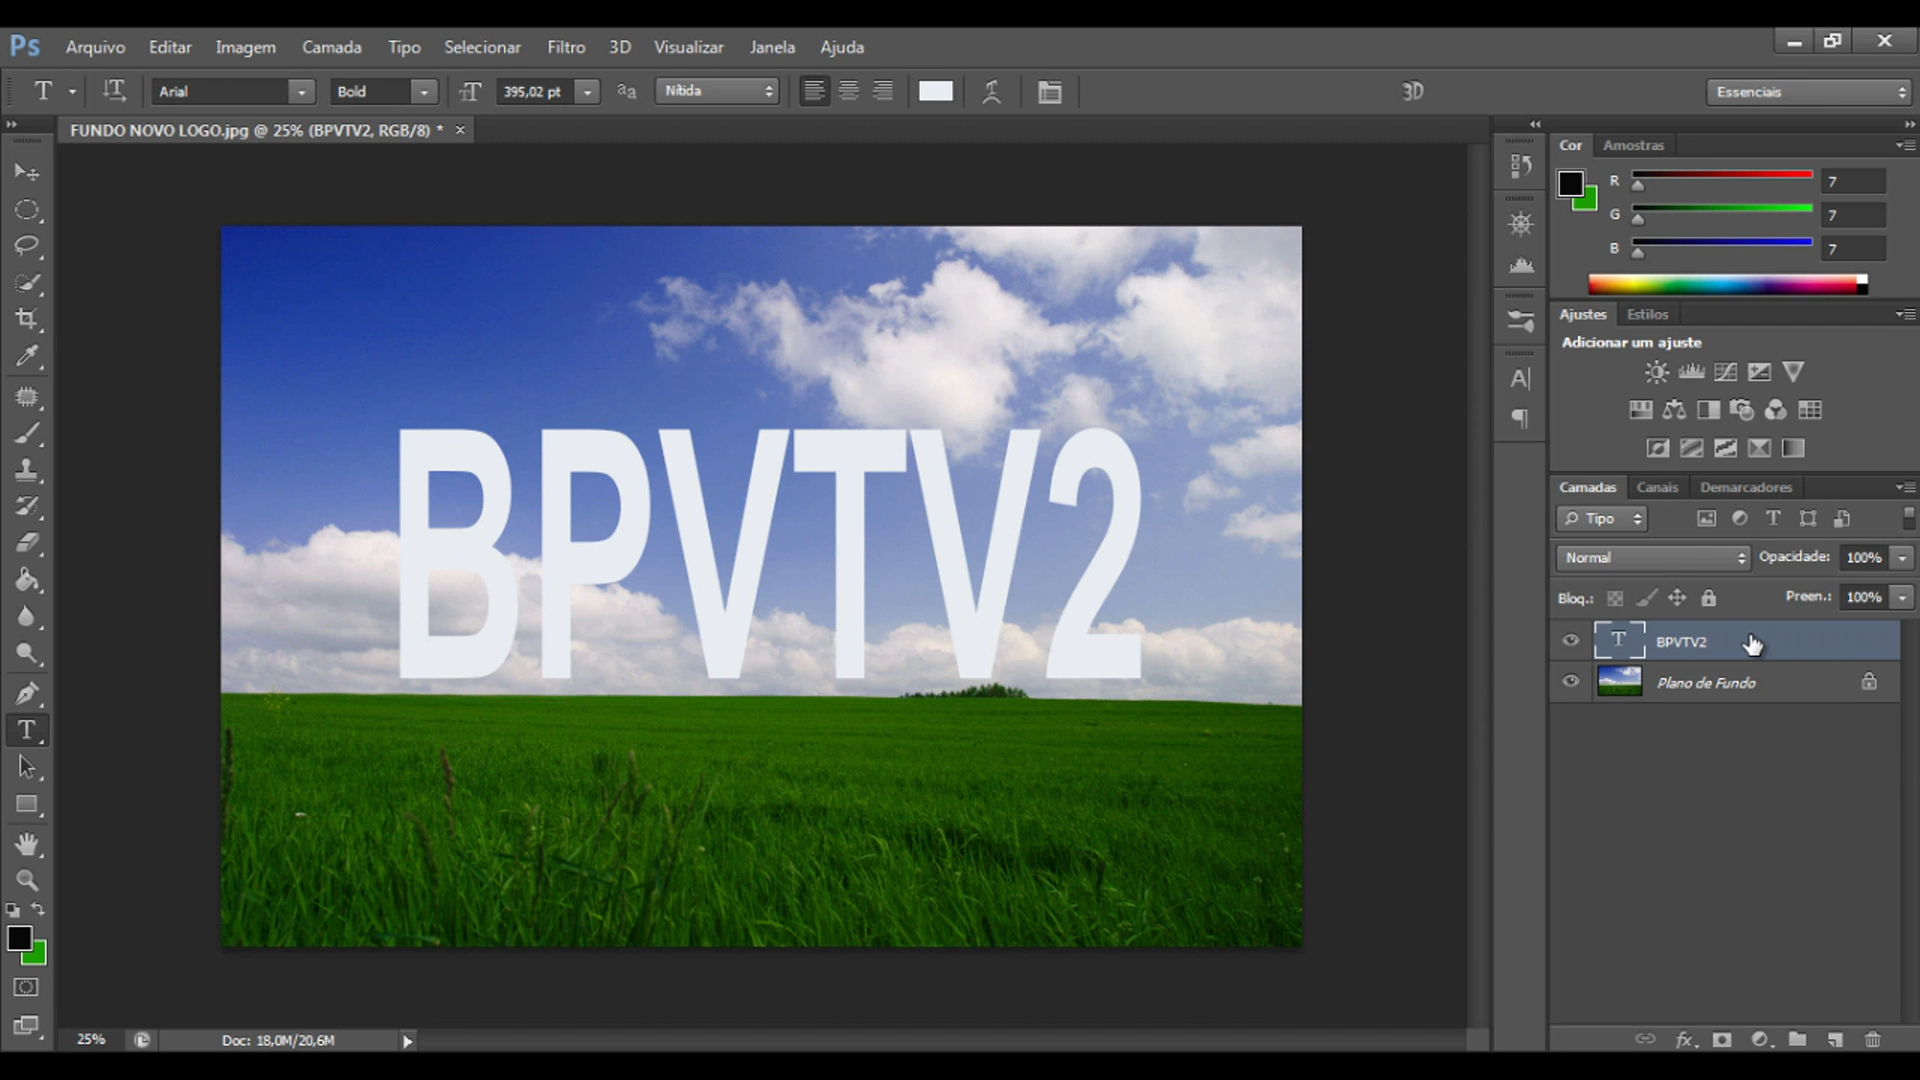 Ps Arquivo Editar Imagem Camada Tipo Selecionar Filtro 3D Visualizar Janela Ajuda
T Arial Bold 395,02 pt aa Nítida 3D Essenciais
FUNDO NOVO LOGO.jpg @ 25% (BPVTV2, RGB/8) * ×
Cor Amostras
R 7
G 7
B 7
Ajustes Estilos
Adicionar um ajuste
Camadas Canais Demarcadores
Tipo
Normal Opacidade: 100%
Bloq.: Preen.: 100%
T BPVTV2
Plano de Fundo
BPVTV2
25% Doc: 18,0M/20,6M
fx